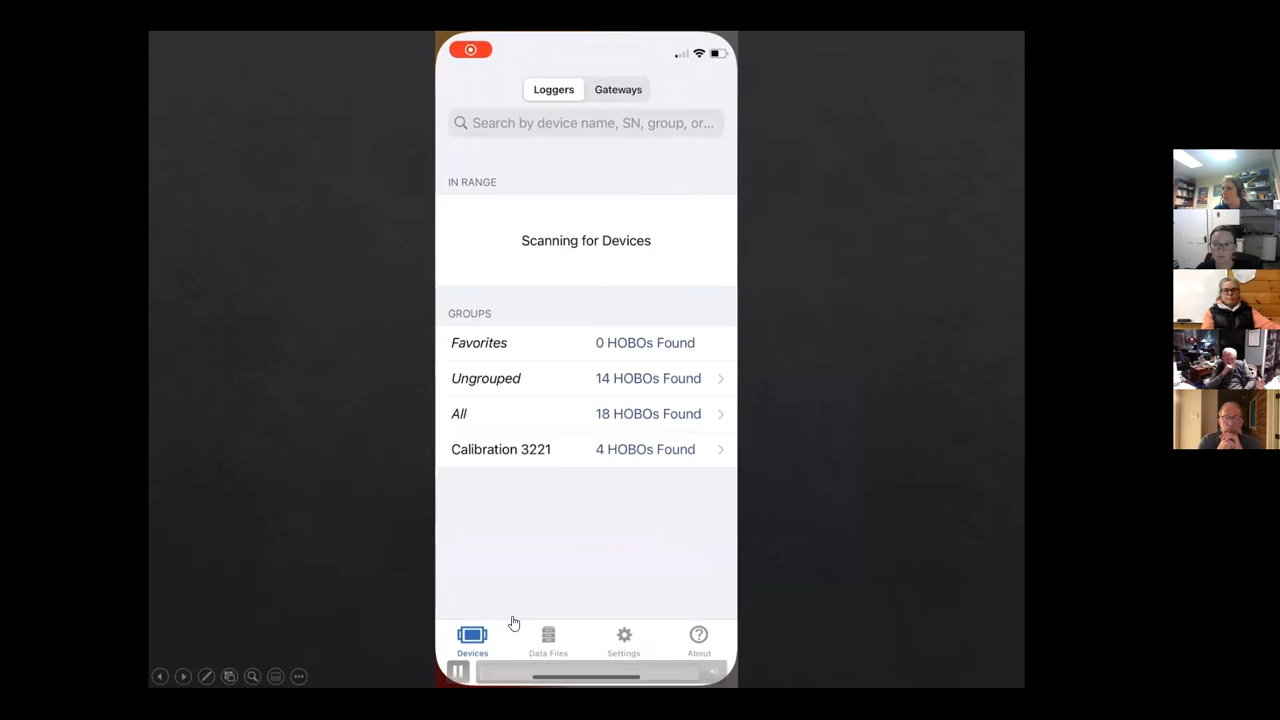 Loggers Gateways
Search by device name, SN, group, or...
IN RANGE
Scanning for Devices
GROUPS
Favorites 0 HOBOs Found
Ungrouped 14 HOBOs Found
All 18 HOBOs Found
Calibration 3221 4 HOBOs Found
Devices Data Files Settings About